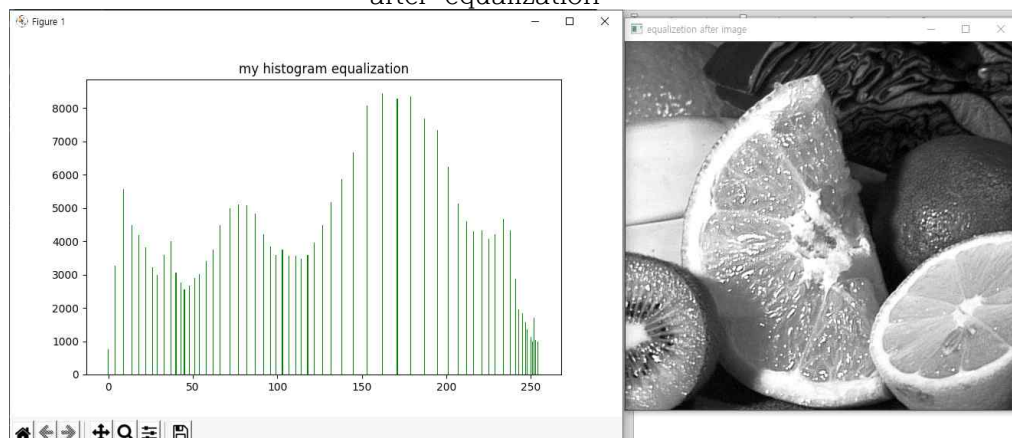 after equalization
Figure 1
my histogram equalization
8000
7000
6000
5000
4000
3000
2000
1000
0
0 50 100 150 200 250
equalizetion after image